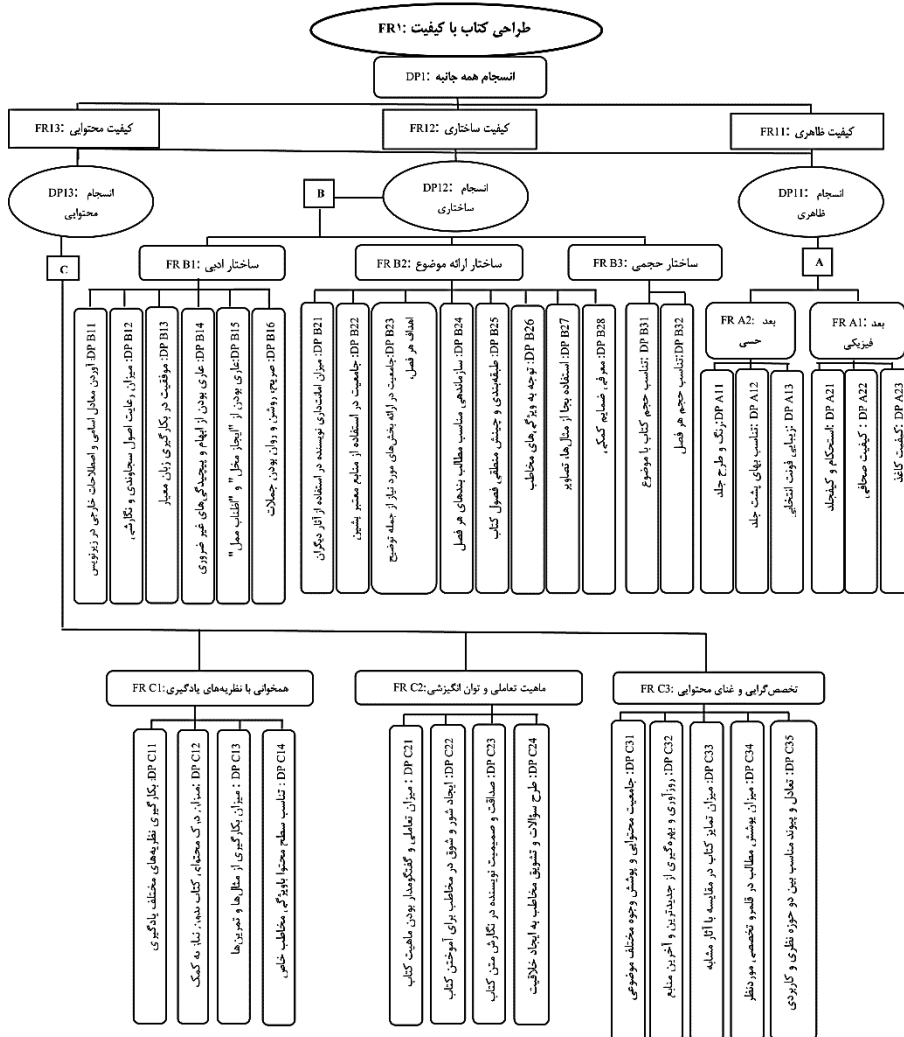 FR۱: طراحی کتاب با کیفیت
DP1: انسجام همه جانبه
FR11: کیفیت ظاهری
FR12: کیفیت ساختاری
FR13: کیفیت محتوایی
DP11: انسجام
ظاهری
DP12: انسجام
ساختاری
DP13: انسجام
محتوایی
A
B
C
FR A1: بعد
فیزیکی
FR A2: بعد
حسی
FR B3: ساختار حجمی
FR B2: ساختار ارائه موضوع
FR B1: ساختار ادبی
DP A23: کیفیت کاغذ
DP A22 : کیفیت صحافی
DP A21 :استحکام و کیفجلد
DP A13 : زیبایی فونت انتخابی
DP A12 :تناسب بهای پشت جلد
DP A11 :رنگ و طرح جلد
DP B32:تناسب حجم هر فصل
DP B31 :تناسب حجم کتاب با موضوع
DP B28: معرفی ضمایم کمکی
DP B27: استفاده بجا از مثال‌ها، تصاویر
DP B26: توجه به ویژگی‌های مخاطب
DP B25: طبقه‌بندی و چینش منطقی فصول کتاب
DP B24: سازماندهی مناسب مطالب بندهای هر فصل
DP B23:جامعیت در ارائه بخش‌های مورد نیاز از جمله توضیح
اهداف هر فصل،
DP B22: جامعیت در استفاده از منابع معتبر پیشین
DP B21: میزان امانتداری نویسنده در استفاده از آثار دیگران
DP B16: صریح، روشن و روان بودن جملات
DP B15 :عاری بودن از "ایجاز مخل" و "اطناب ممل"
DP B14: عاری بودن از ابهام و پیچیدگی‌های غیر ضروری
DP B13: موفقیت در بکار گیری زبان معیار
DP B12: میزان رعایت اصول سجاوندی و نگارشی
DP B11: آوردن معادل اسامی و اصطلاحات خارجی در زیرنویس
FR C3: تخصص‌گرایی و غنای محتوایی
FR C2: ماهیت تعاملی و توان انگیزشی
FR C1: همخوانی با نظریه‌های یادگیری
DP C35: تعادل و پیوند مناسب بین دو حوزه نظری و کاربردی
DP C34: میزان پوشش مطالب در قلمرو تخصصی موردنظر
DP C33: میزان تمایز کتاب در مقایسه با آثار مشابه
DP C32: روزآوری و بهره‌گیری از جدیدترین و آخرین منابع
DP C31: جامعیت محتوایی و پوشش وجوه مختلف موضوعی
DP C24: طرح سؤالات و تشویق مخاطب به ایجاد خلاقیت
DP C23: صداقت و صمیمیت نویسنده در نگارش متن کتاب
DP C22: ایجاد شور و شوق در مخاطب برای آموختن کتاب
DP C21 : میزان تعاملی و گفتگومدار بودن ماهیت کتاب
DP C14 : تناسب سطح محتوا باویژگی مخاطب خاص
DP C13 : میزان بکارگیری از مثال‌ها و تمرین‌ها
DP C12 :میزان درک محتوای کتاب بدون نیاز به کمک
DP C11: بکارگیری نظریه‌های مختلف یادگیری